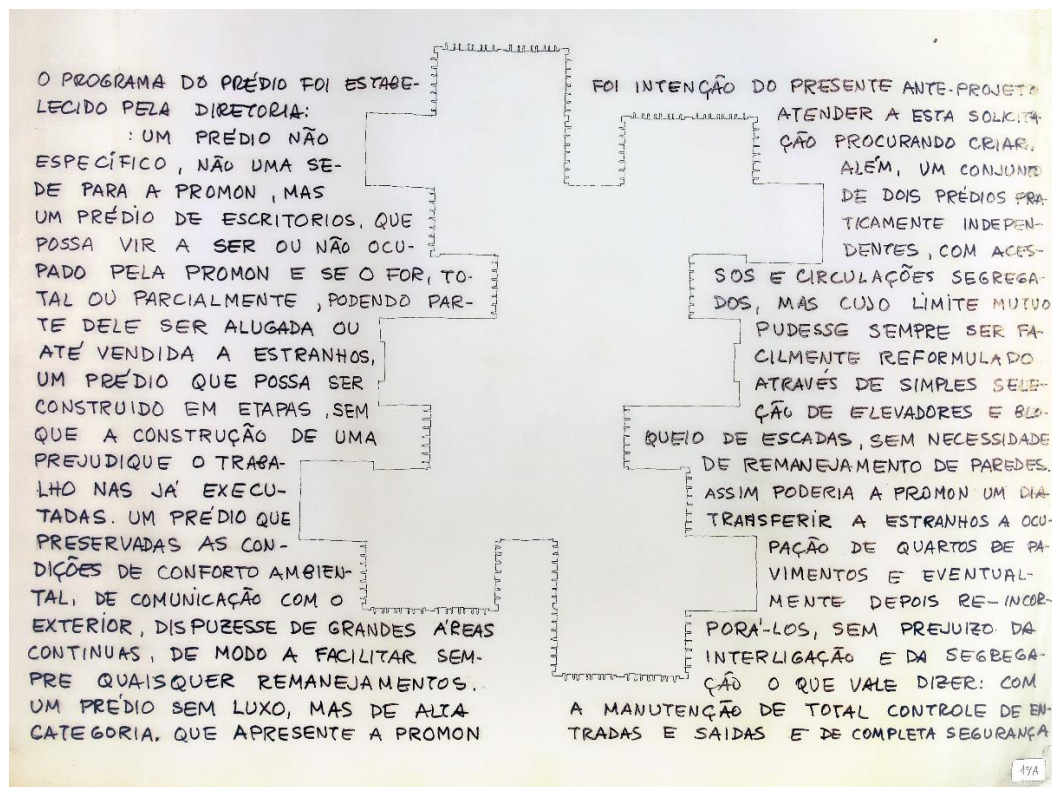 O PROGRAMA DO PRÉDIO FOI ESTABE-
LECIDO PELA DIRETORIA:
: UM PRÉDIO NÃO
ESPECÍFICO, NÃO UMA SE-
DE PARA A PROMON, MAS
UM PRÉDIO DE ESCRITORIOS, QUE
POSSA VIR A SER OU NÃO OCU-
PADO PELA PROMON E SE O FOR, TO-
TAL OU PARCIALMENTE, PODENDO PAR-
TE DELE SER ALUGADA OU
ATÉ VENDIDA A ESTRANHOS,
UM PRÉDIO QUE POSSA SER
CONSTRUIDO EM ETAPAS, SEM
QUE A CONSTRUÇÃO DE UMA
PREJUDIQUE O TRABA-
LHO NAS JÁ EXECU-
TADAS. UM PRÉDIO QUE
PRESERVADAS AS CON-
DIÇÕES DE CONFORTO AMBIEN-
TAL, DE COMUNICAÇÃO COM O
EXTERIOR, DISPUZESSE DE GRANDES ÁREAS
CONTINUAS, DE MODO A FACILITAR SEM-
PRE QUAISQUER REMANEJAMENTOS.
UM PRÉDIO SEM LUXO, MAS DE ALTA
CATEGORIA. QUE APRESENTE A PROMON
FOI INTENÇÃO DO PRESENTE ANTE-PROJETO
ATENDER A ESTA SOLICITA
ÇÃO PROCURANDO CRIAR,
ALÉM, UM CONJUNTO
DE DOIS PRÉDIOS PRA-
TICAMENTE INDEPEN-
DENTES, COM ACES-
SOS E CIRCULAÇÕES SEGREGA-
DOS, MAS CUJO LIMITE MUTUO
PUDESSE SEMPRE SER FA-
CILMENTE REFORMULADO
ATRAVÉS DE SIMPLES SELE-
ÇÃO DE ELEVADORES E BLO-
QUEIO DE ESCADAS, SEM NECESSIDADE
DE REMANEJAMENTO DE PAREDES.
ASSIM PODERIA A PROMON UM DIA
TRANSFERIR A ESTRANHOS A OCU-
PAÇÃO DE QUARTOS DE PA-
VIMENTOS E EVENTUAL-
MENTE DEPOIS RE-INCOR-
PORÁ-LOS, SEM PREJUIZO DA
INTERLIGAÇÃO E DA SEGREGA-
ÇÃO O QUE VALE DIZER: COM
A MANUTENÇÃO DE TOTAL CONTROLE DE EN-
TRADAS E SAIDAS E DE COMPLETA SEGURANÇA